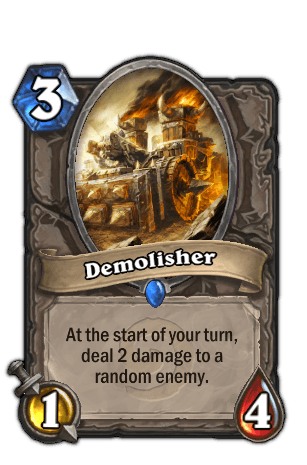 3
Demolisher
At the start of your turn,
deal 2 damage to a
random enemy.
1
4